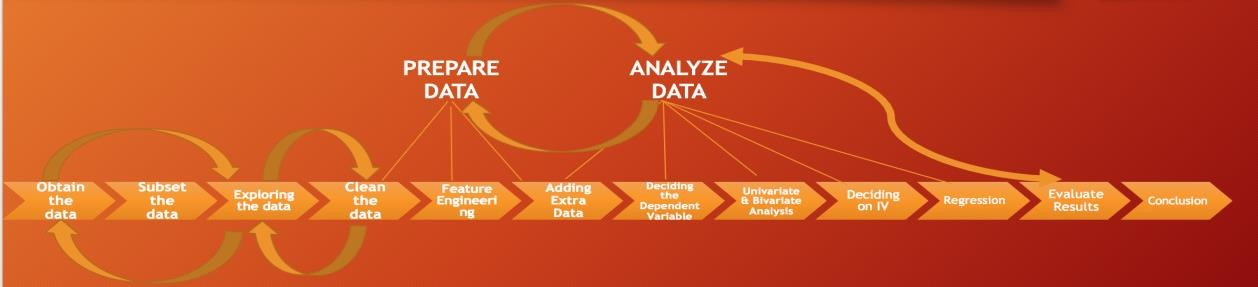 PREPARE
DATA
ANALYZE
DATA
Obtain
the
data
Subset
the
data
Exploring
the data
Clean
the
data
Feature
Engineeri
ng
Adding
Extra
Data
Deciding
the
Dependent
Variable
Univariate
& Bivariate
Analysis
Deciding
on IV
Regression
Evaluate
Results
Conclusion